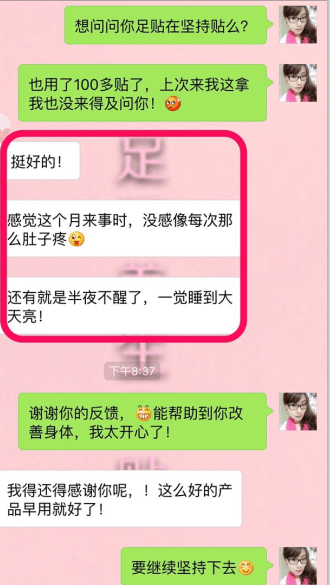 想问问你足贴在坚持贴么?
也用了100多贴了，上次来我这拿
我也没来得及问你！
挺好的！
感觉这个月来事时，没感像每次那
么肚子疼
还有就是半夜不醒了，一觉睡到大
天亮！
下午8:37
谢谢你的反馈，能帮助到你改
善身体，我太开心了！
我得还得感谢你呢，！这么好的产
品早用就好了！
要继续坚持下去